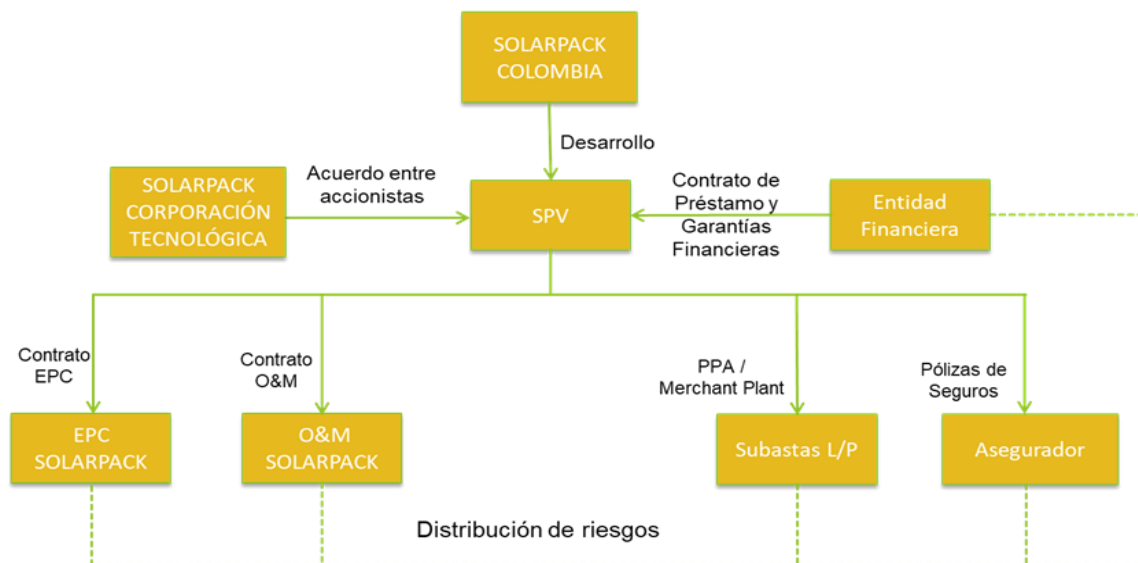 SOLARPACK
COLOMBIA
Desarrollo
SOLARPACK
CORPORACIÓN
TECNOLÓGICA
Acuerdo entre
accionistas
SPV
Contrato de
Préstamo y
Garantías
Financieras
Entidad
Financiera
Contrato
EPC
Contrato
O&M
PPA /
Merchant Plant
Pólizas de
Seguros
EPC
SOLARPACK
O&M
SOLARPACK
Subastas L/P
Asegurador
Distribución de riesgos